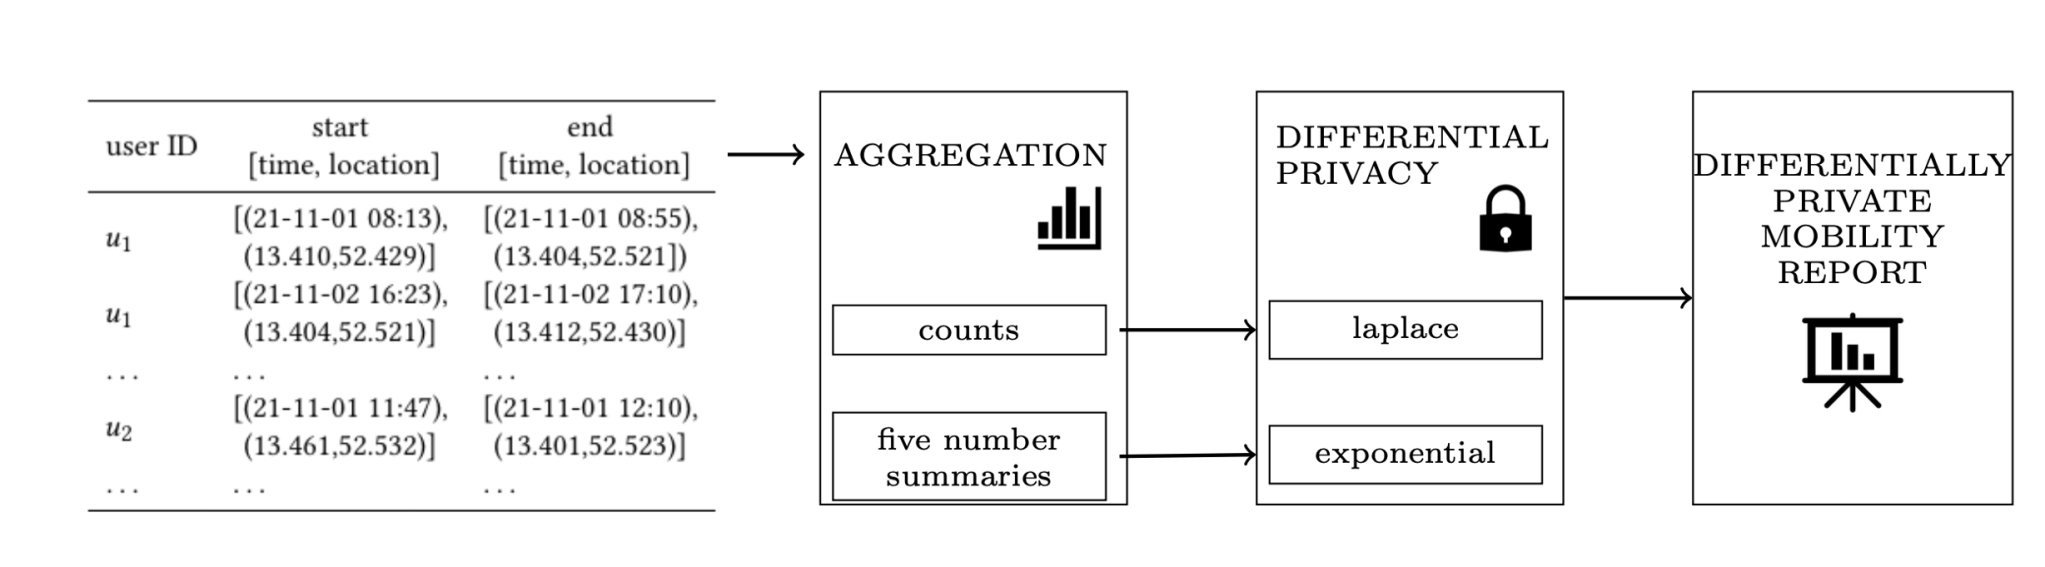 user ID
start
[time, location]
end
[time, location]
u1
[(21-11-01 08:13),
(13.410,52.429)]
[(21-11-01 08:55),
(13.404,52.521])
u1
[(21-11-02 16:23),
(13.404,52.521)]
[(21-11-02 17:10),
(13.412,52.430)]
... ... ...
u2
[(21-11-01 11:47),
(13.461,52.532)]
[(21-11-01 12:10),
(13.401,52.523)]
... ... ...
AGGREGATION
counts
five number
summaries
DIFFERENTIAL
PRIVACY
laplace
exponential
DIFFERENTIALLY
PRIVATE
MOBILITY
REPORT